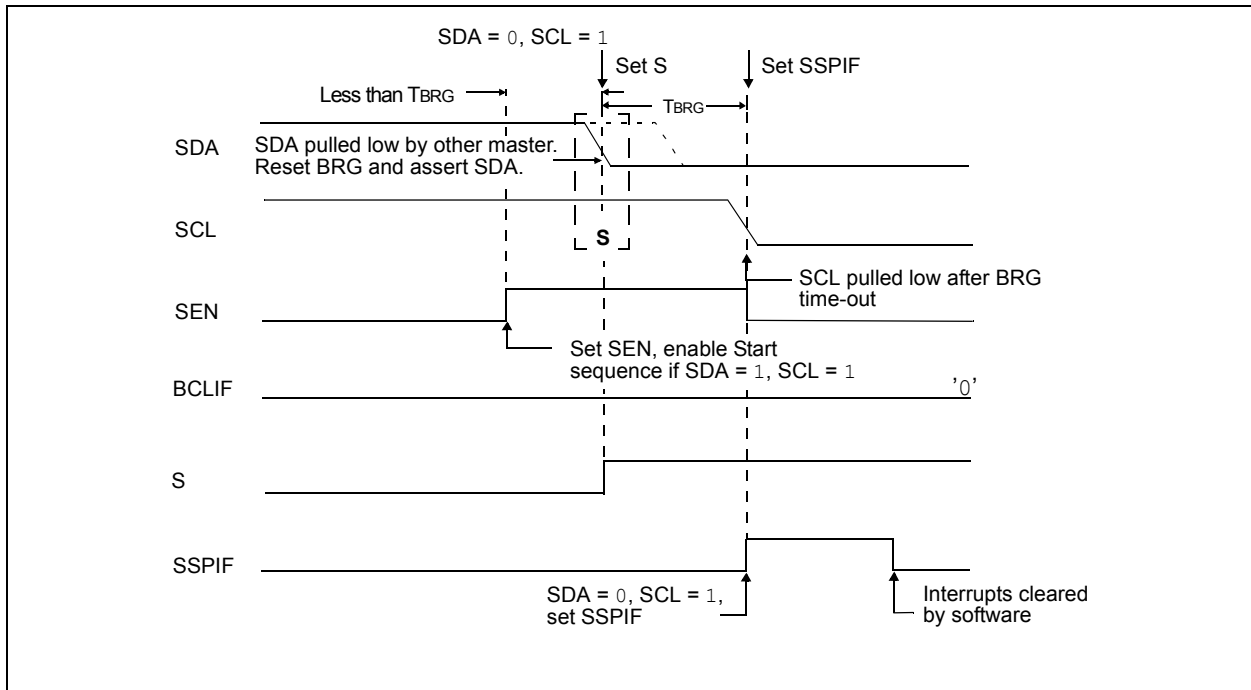 SDA = 0, SCL = 1
Set S
Set SSPIF
Less than TBRG
TBRG
SDA
SDA pulled low by other master.
Reset BRG and assert SDA.
SCL
S
SCL pulled low after BRG
time-out
SEN
Set SEN, enable Start
sequence if SDA = 1, SCL = 1
BCLIF
'0'
S
SSPIF
SDA = 0, SCL = 1,
set SSPIF
Interrupts cleared
by software